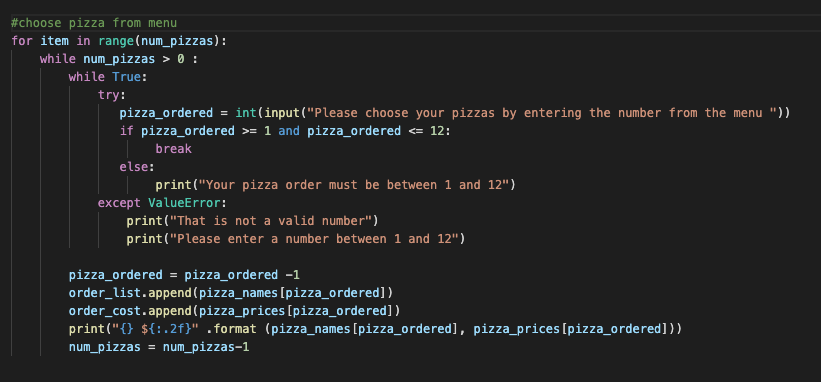 #choose pizza from menu
for item in range(num_pizzas):
    while num_pizzas > 0 :
        while True:
            try:
               pizza_ordered = int(input("Please choose your pizzas by entering the number from the menu "))
               if pizza_ordered >= 1 and pizza_ordered <= 12:
                    break
               else:
                    print("Your pizza order must be between 1 and 12")
            except ValueError:
                print("That is not a valid number")
                print("Please enter a number between 1 and 12")

        pizza_ordered = pizza_ordered -1
        order_list.append(pizza_names[pizza_ordered])
        order_cost.append(pizza_prices[pizza_ordered])
        print("{} ${:.2f}" .format (pizza_names[pizza_ordered], pizza_prices[pizza_ordered]))
        num_pizzas = num_pizzas-1